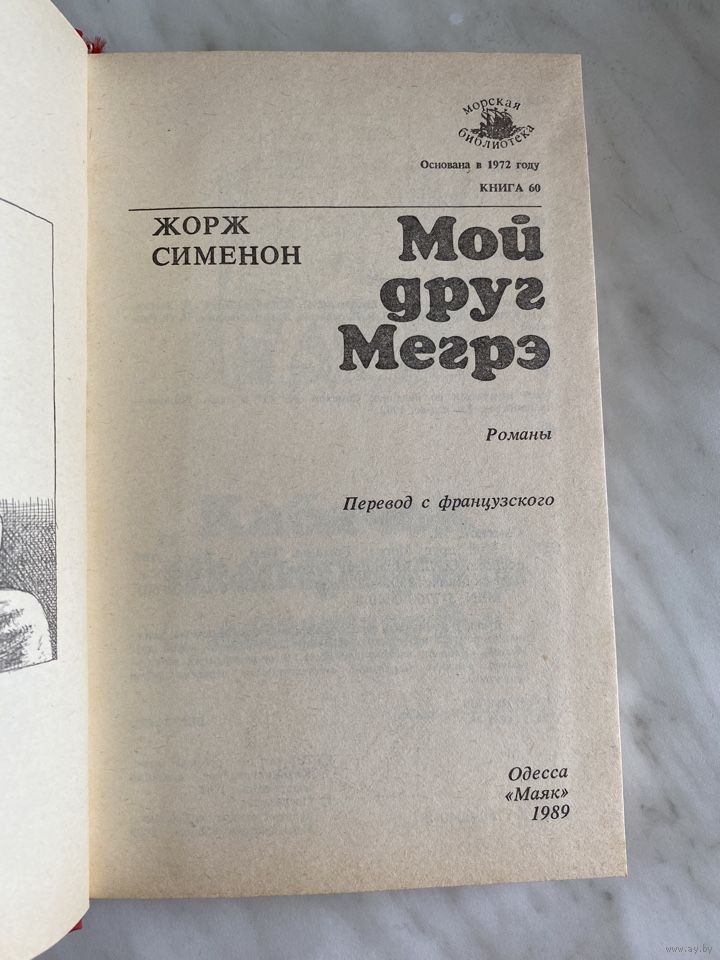 морская
библиотека
Основана в 1972 году
КНИГА 60
ЖОРЖ
СИМЕНОН
Мой
друг
Мегрэ
Романы
Перевод с французского
Одесса
«Маяк»
1989
www.ay.by